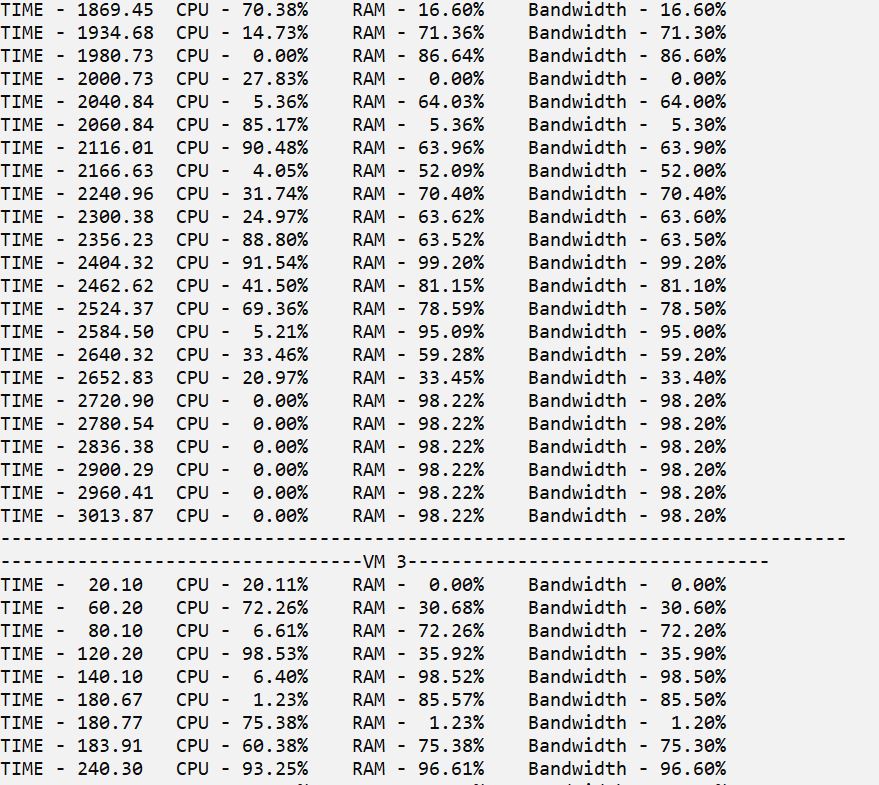 TIME - 1869.45  CPU - 70.38%    RAM - 16.60%    Bandwidth - 16.60%
TIME - 1934.68  CPU - 14.73%    RAM - 71.36%    Bandwidth - 71.30%
TIME - 1980.73  CPU -  0.00%    RAM - 86.64%    Bandwidth - 86.60%
TIME - 2000.73  CPU - 27.83%    RAM -  0.00%    Bandwidth -  0.00%
TIME - 2040.84  CPU -  5.36%    RAM - 64.03%    Bandwidth - 64.00%
TIME - 2060.84  CPU - 85.17%    RAM -  5.36%    Bandwidth -  5.30%
TIME - 2116.01  CPU - 90.48%    RAM - 63.96%    Bandwidth - 63.90%
TIME - 2166.63  CPU -  4.05%    RAM - 52.09%    Bandwidth - 52.00%
TIME - 2240.96  CPU - 31.74%    RAM - 70.40%    Bandwidth - 70.40%
TIME - 2300.38  CPU - 24.97%    RAM - 63.62%    Bandwidth - 63.60%
TIME - 2356.23  CPU - 88.80%    RAM - 63.52%    Bandwidth - 63.50%
TIME - 2404.32  CPU - 91.54%    RAM - 99.20%    Bandwidth - 99.20%
TIME - 2462.62  CPU - 41.50%    RAM - 81.15%    Bandwidth - 81.10%
TIME - 2524.37  CPU - 69.36%    RAM - 78.59%    Bandwidth - 78.50%
TIME - 2584.50  CPU -  5.21%    RAM - 95.09%    Bandwidth - 95.00%
TIME - 2640.32  CPU - 33.46%    RAM - 59.28%    Bandwidth - 59.20%
TIME - 2652.83  CPU - 20.97%    RAM - 33.45%    Bandwidth - 33.40%
TIME - 2720.90  CPU -  0.00%    RAM - 98.22%    Bandwidth - 98.20%
TIME - 2780.54  CPU -  0.00%    RAM - 98.22%    Bandwidth - 98.20%
TIME - 2836.38  CPU -  0.00%    RAM - 98.22%    Bandwidth - 98.20%
TIME - 2900.29  CPU -  0.00%    RAM - 98.22%    Bandwidth - 98.20%
TIME - 2960.41  CPU -  0.00%    RAM - 98.22%    Bandwidth - 98.20%
TIME - 3013.87  CPU -  0.00%    RAM - 98.22%    Bandwidth - 98.20%
-----------------------------------------------------------------------------
---------------------------------VM 3---------------------------------
TIME -  20.10   CPU - 20.11%    RAM -  0.00%    Bandwidth -  0.00%
TIME -  60.20   CPU - 72.26%    RAM - 30.68%    Bandwidth - 30.60%
TIME -  80.10   CPU -  6.61%    RAM - 72.26%    Bandwidth - 72.20%
TIME - 120.20   CPU - 98.53%    RAM - 35.92%    Bandwidth - 35.90%
TIME - 140.10   CPU -  6.40%    RAM - 98.52%    Bandwidth - 98.50%
TIME - 180.67   CPU -  1.23%    RAM - 85.57%    Bandwidth - 85.50%
TIME - 180.77   CPU - 75.38%    RAM -  1.23%    Bandwidth -  1.20%
TIME - 183.91   CPU - 60.38%    RAM - 75.38%    Bandwidth - 75.30%
TIME - 240.30   CPU - 93.25%    RAM - 96.61%    Bandwidth - 96.60%